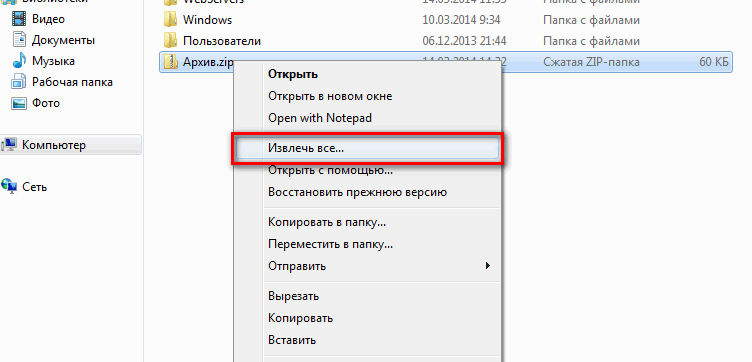 Библиотеки
Видео
Документы
Музыка
Рабочая папка
Фото
Компьютер
Сеть
WebServers 14.03.2014 Папка с файлами
Windows 10.03.2014 9:34 Папка с файлами
Пользователи 06.12.2013 21:44 Папка с файлами
Архив.zip 14.03.2014 14:22 Сжатая ZIP-папка 60 КБ
Открыть
Открыть в новом окне
Open with Notepad
Извлечь все...
Открыть с помощью...
Восстановить прежнюю версию
Копировать в папку...
Переместить в папку...
Отправить
Вырезать
Копировать
Вставить